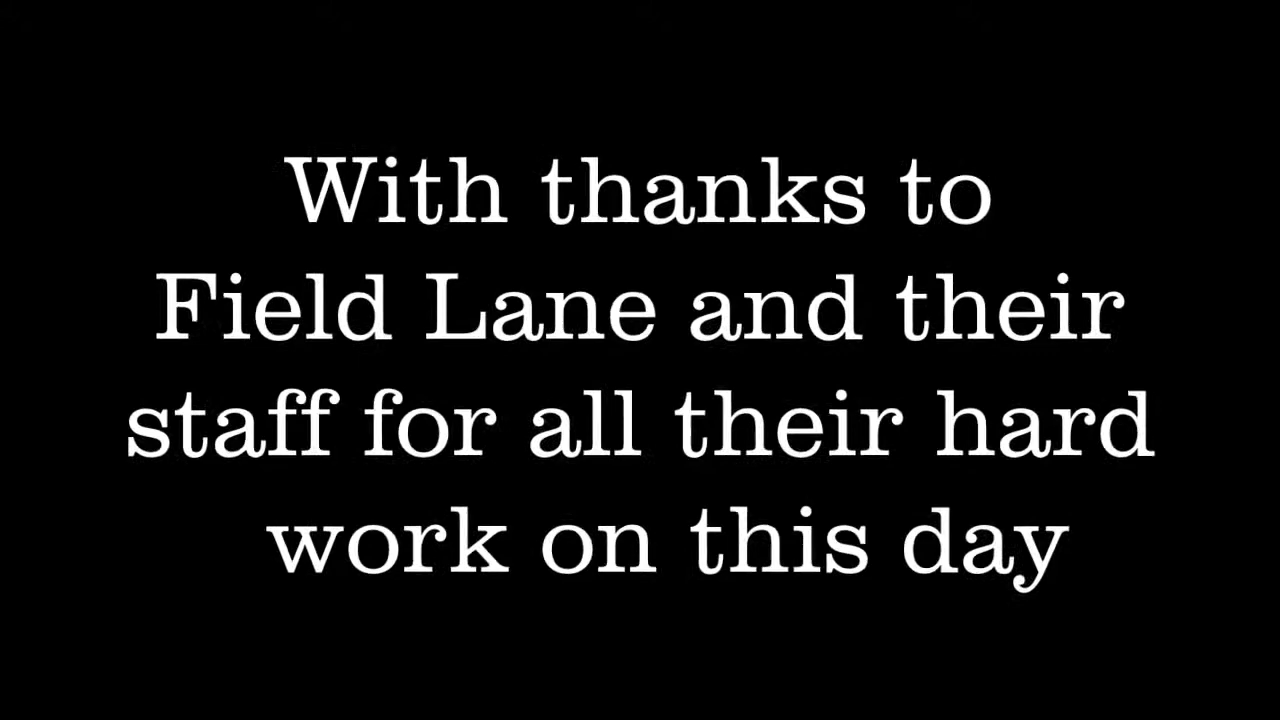 With thanks to
Field Lane and their
staff for all their hard
work on this day